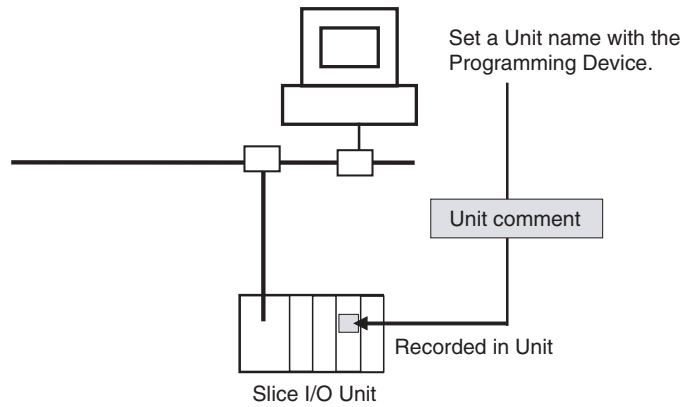 Set a Unit name with the
Programming Device.
Unit comment
Recorded in Unit
Slice I/O Unit